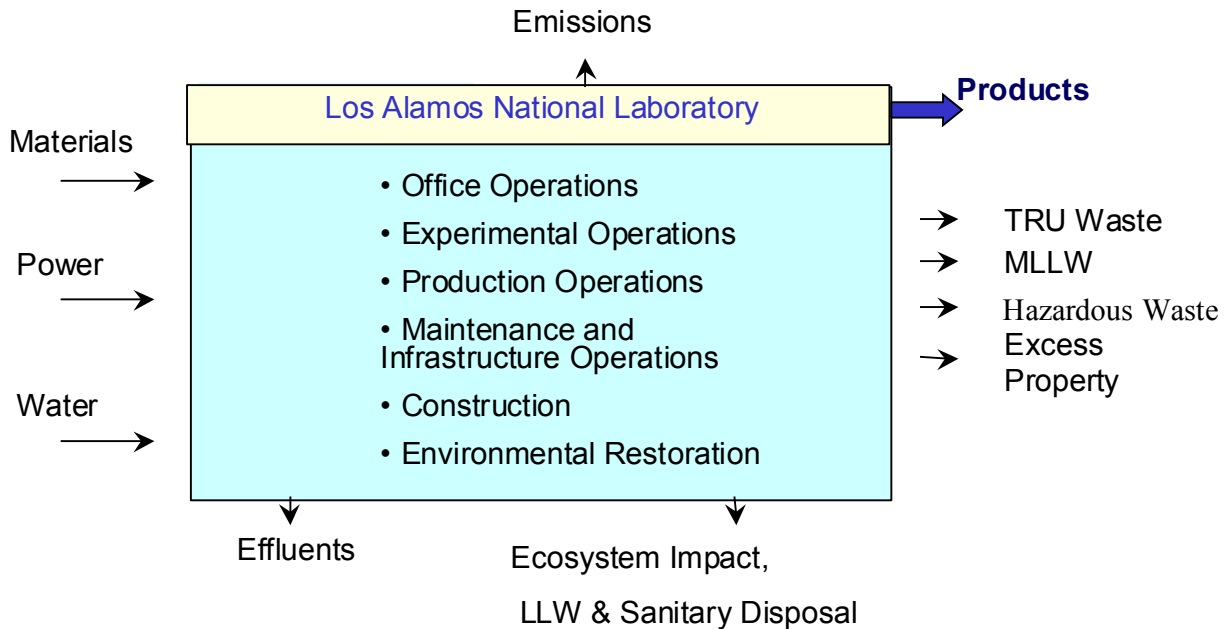 Emissions
Los Alamos National Laboratory
Products
Materials
Power
Water
• Office Operations
• Experimental Operations
• Production Operations
• Maintenance and
Infrastructure Operations
• Construction
• Environmental Restoration
TRU Waste
MLLW
Hazardous Waste
Excess
Property
Effluents
Ecosystem Impact,
LLW & Sanitary Disposal